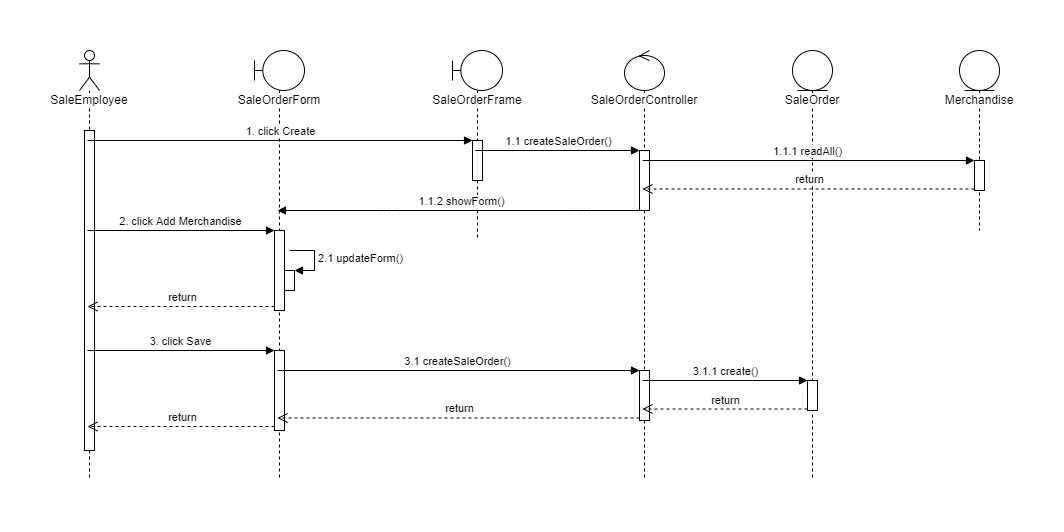 SaleEmployee
SaleOrderForm
SaleOrderFrame
SaleOrderController
SaleOrder
Merchandise
1. click Create
1.1 createSaleOrder()
1.1.1 readAll()
return
1.1.2 showForm()
2. click Add Merchandise
2.1 updateForm()
return
3. click Save
3.1 createSaleOrder()
3.1.1 create()
return
return
return